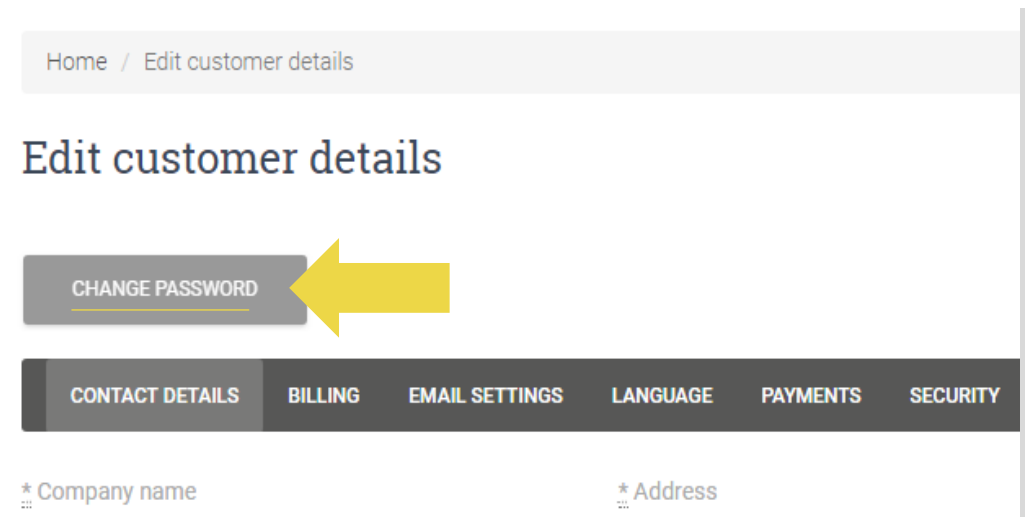 Home / Edit customer details
Edit customer details
CHANGE PASSWORD
CONTACT DETAILS BILLING EMAIL SETTINGS LANGUAGE PAYMENTS SECURITY
* Company name * Address